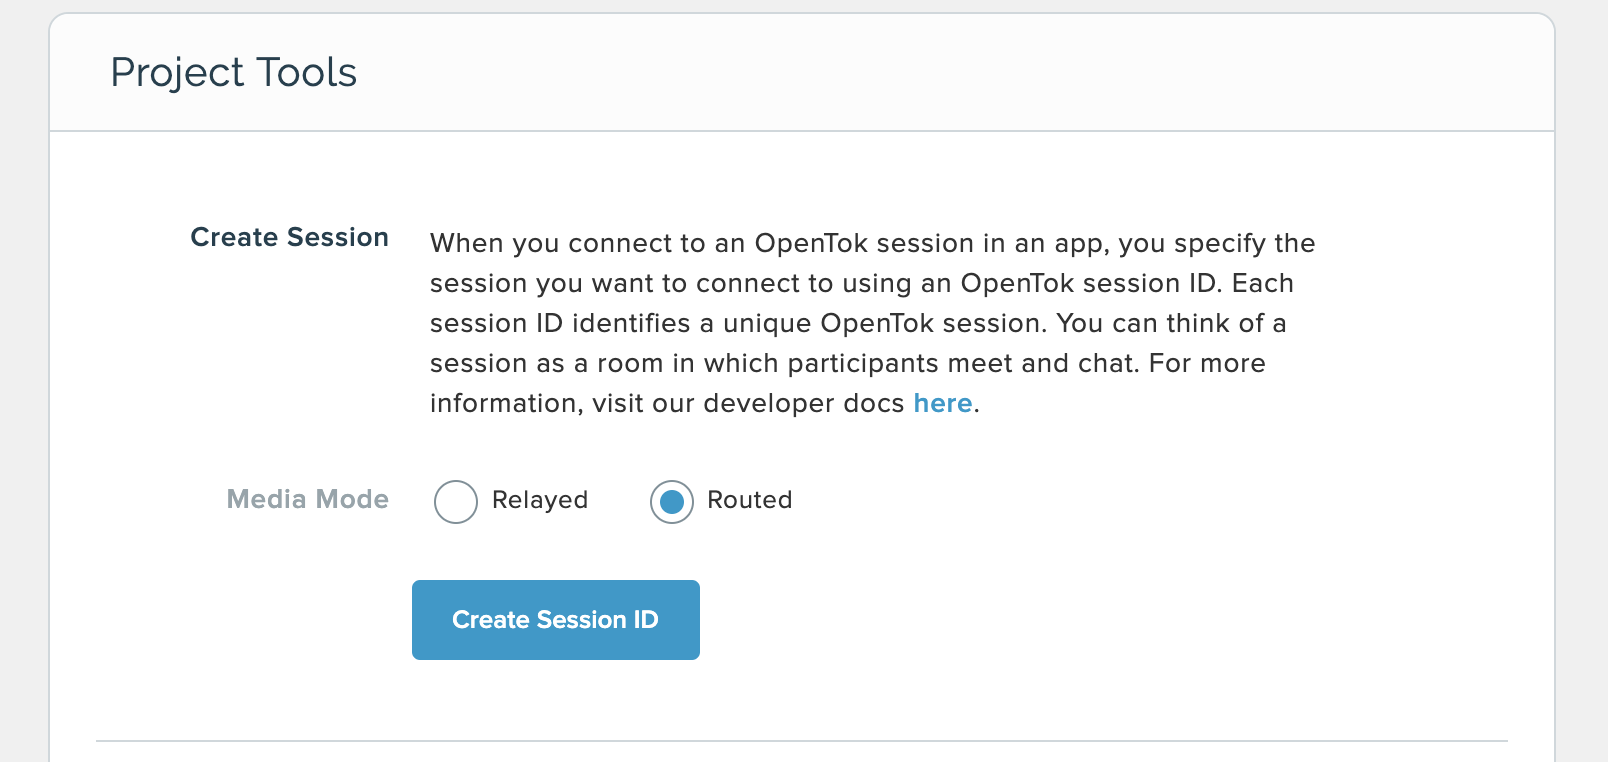 Project Tools
Create Session
When you connect to an OpenTok session in an app, you specify the
session you want to connect to using an OpenTok session ID. Each
session ID identifies a unique OpenTok session. You can think of a
session as a room in which participants meet and chat. For more
information, visit our developer docs here.
Media Mode
Relayed
Routed
Create Session ID